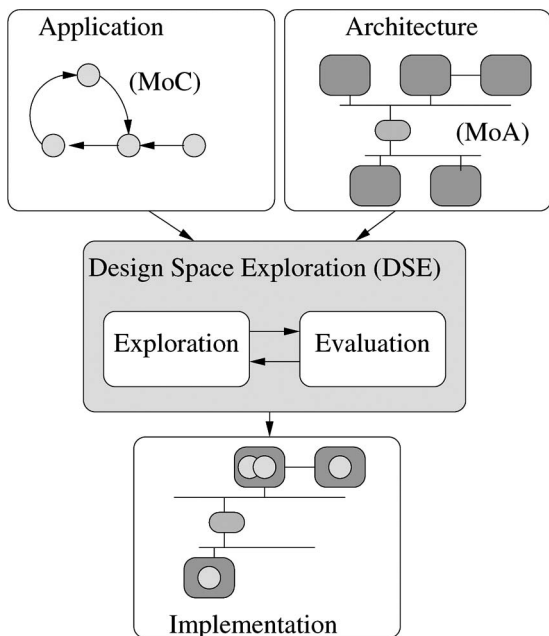 Application
(MoC)
Architecture
(MoA)
Design Space Exploration (DSE)
Exploration
Evaluation
Implementation